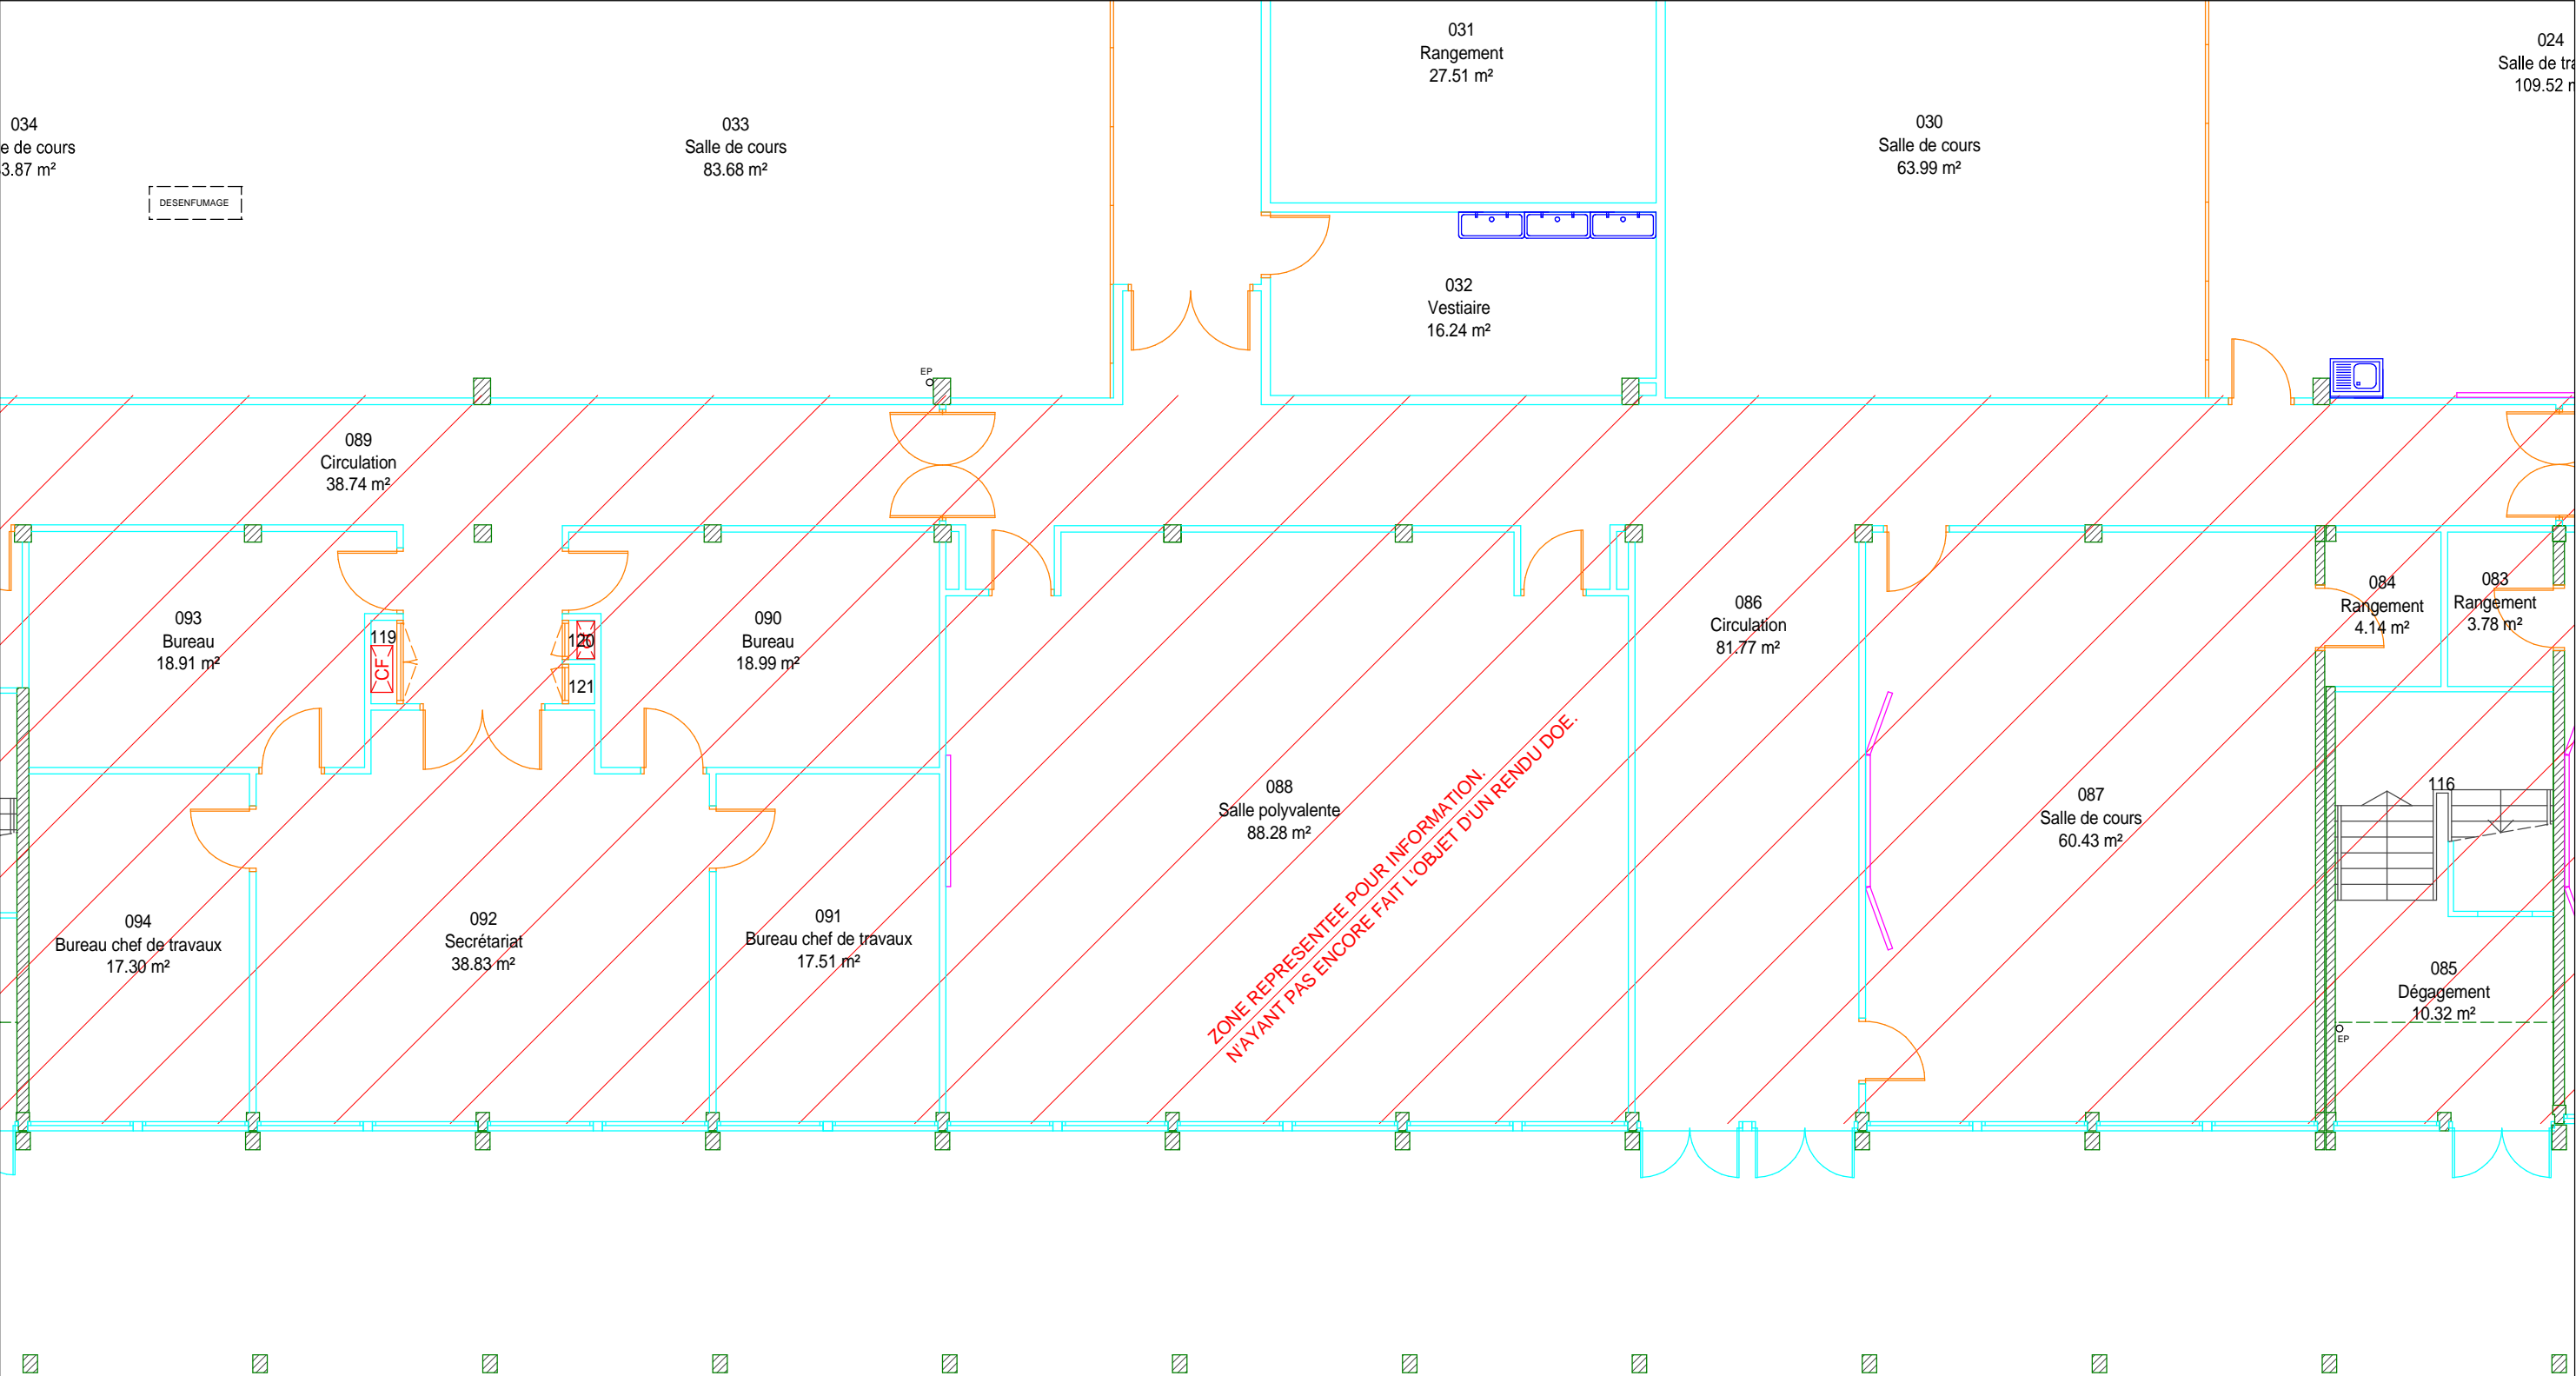 031
Rangement
27.51 m²
024
Salle de tra
109.52 m
034
e de cours
3.87 m²
033
Salle de cours
83.68 m²
030
Salle de cours
63.99 m²
DESENFUMAGE
032
Vestiaire
16.24 m²
EP
089
Circulation
38.74 m²
093
Bureau
18.91 m²
119
CF
120
121
090
Bureau
18.99 m²
086
Circulation
81.77 m²
084
Rangement
4.14 m²
083
Rangement
3.78 m²
088
Salle polyvalente
88.28 m²
ZONE REPRESENTEE POUR INFORMATION.
N'AYANT PAS ENCORE FAIT L'OBJET D'UN RENDU DOE.
087
Salle de cours
60.43 m²
116
094
Bureau chef de travaux
17.30 m²
092
Secrétariat
38.83 m²
091
Bureau chef de travaux
17.51 m²
085
Dégagement
10.32 m²
EP